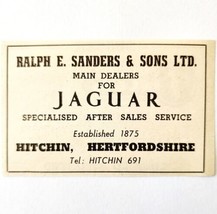 RALPH E. SANDERS & SONS LTD.
MAIN DEALERS
FOR
JAGUAR
SPECIALISED AFTER SALES SERVICE
Established 1875
HITCHIN, HERTFORDSHIRE
Tel: HITCHIN 691